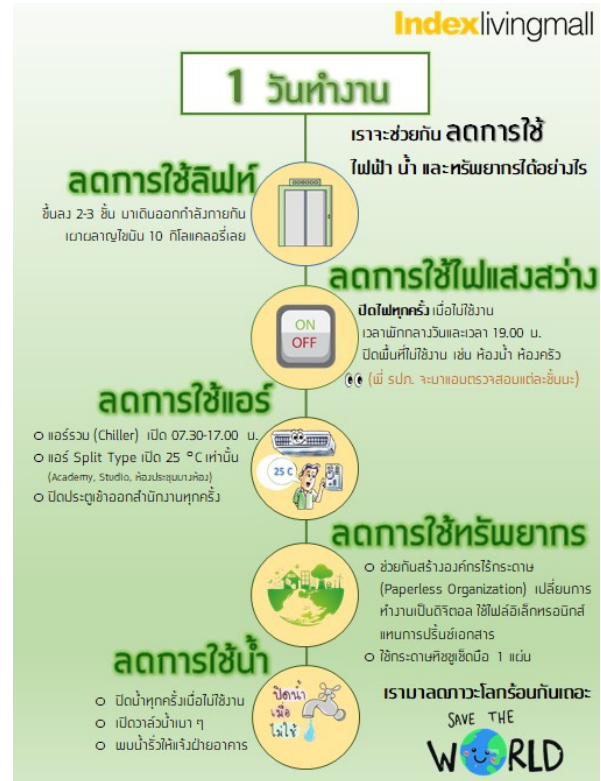 Indexlivingmall
1 วันทำงาน
เราจะช่วยกัน ลดการใช้
ไฟฟ้า น้ำ และทรัพยากรได้อย่างไร
ลดการใช้ลิฟท์
ขึ้นลง 2-3 ชั้น มาเดินออกกำลังกายกัน
เผาผลาญไขมัน 10 กิโลแคลอรี่เลย
ลดการใช้ไฟแสงสว่าง
ปิดไฟทุกครั้ง เมื่อไม่ใช้งาน
เวลาพักกลางวันและเวลา 19.00 น.
ปิดพื้นที่ไม่ใช้งาน เช่น ห้องน้ำ ห้องครัว
(พี่ รปภ. จะมาแอบตรวจสอบแต่ละชั้นนะ)
ON
OFF
ลดการใช้แอร์
แอร์รวม (Chiller) เปิด 07.30-17.00 น.
แอร์ Split Type เปิด 25 °C เท่านั้น
(Academy, Studio, ห้องประชุมบางห้อง)
ปิดประตูเข้าออกสำนักงานทุกครั้ง
25 C
ลดการใช้ทรัพยากร
ช่วยกันสร้างองค์กรไร้กระดาษ
(Paperless Organization) เปลี่ยนการ
ทำงานเป็นดิจิตอล ใช้ไฟล์อิเล็กทรอนิกส์
แทนการปริ้นซ์เอกสาร
ใช้กระดาษทิชชูเช็ดมือ 1 แผ่น
ลดการใช้น้ำ
ปิดน้ำทุกครั้งเมื่อไม่ใช้งาน
เปิดวาล์วน้ำเบา ๆ
พบน้ำรั่วให้แจ้งฝ่ายอาคาร
ปิดน้ำ
เมื่อ
ไม่ใช้
เรามาลดภาวะโลกร้อนกันเถอะ
SAVE THE
WORLD